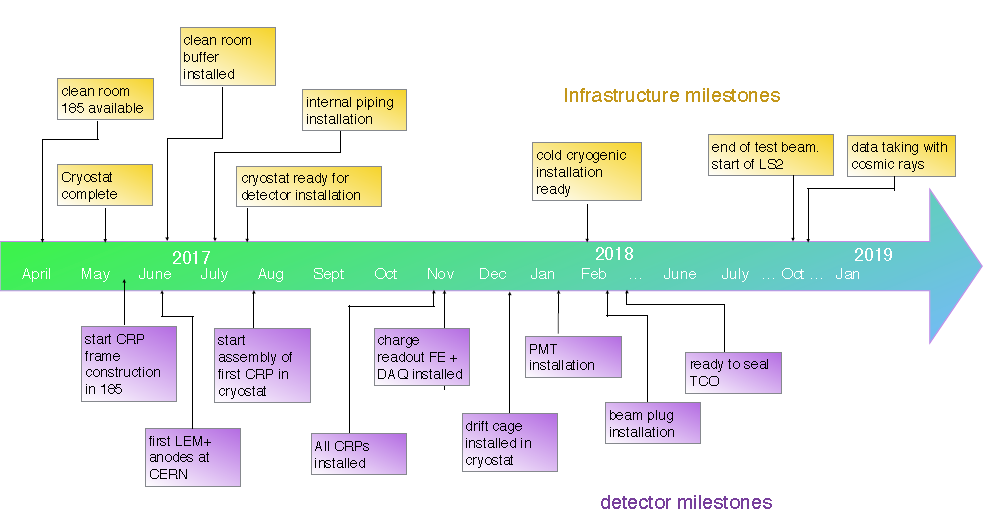 clean room
buffer
installed
clean room
185 available
internal piping
installation
Infrastructure milestones
Cryostat
complete
cryostat ready for
detector installation
cold cryogenic
installation
ready
end of test beam.
start of LS2
data taking with
cosmic rays
2017
2018
2019
April May June July Aug Sept Oct Nov Dec Jan Feb ... June July ... Oct ... Jan
start CRP
frame
construction
in 185
first LEM+
anodes at
CERN
start
assembly of
first CRP in
cryostat
All CRPs
installed
charge
readout FE +
DAQ installed
drift cage
installed in
cryostat
PMT
installation
beam plug
installation
ready to seal
TCO
detector milestones